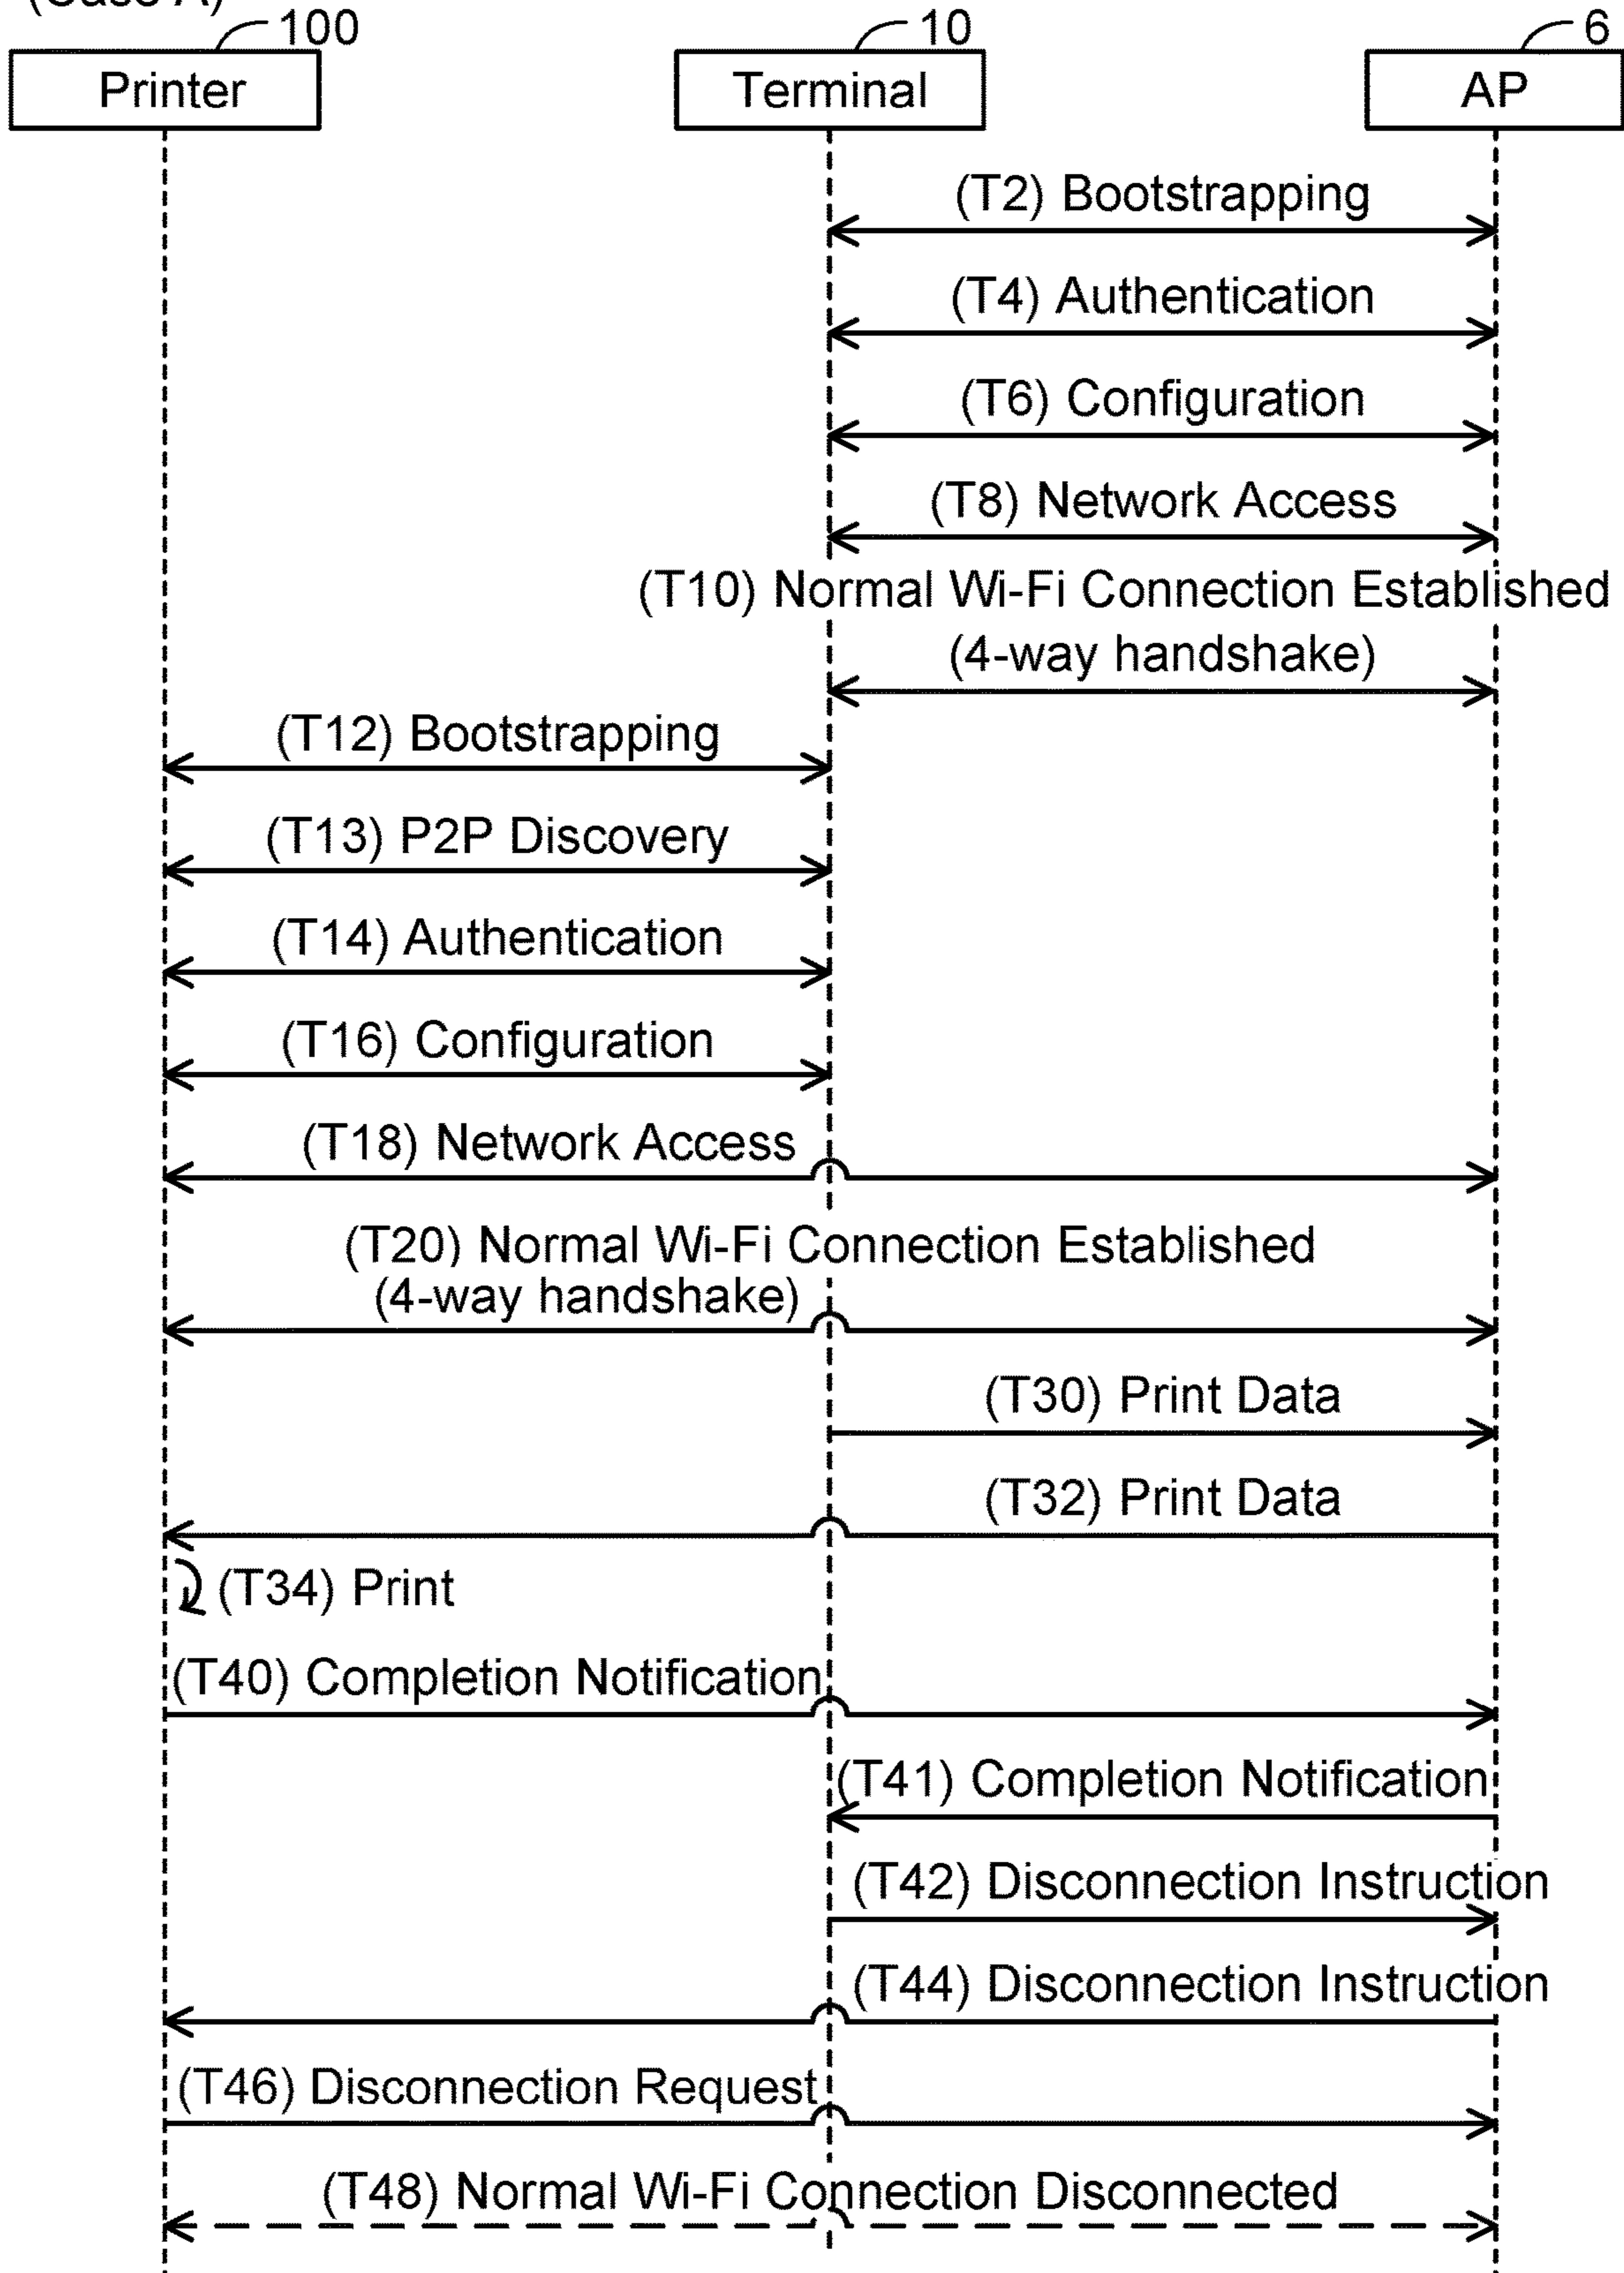 (Case A)
100
10
6
Printer
Terminal
AP
(T2) Bootstrapping
(T4) Authentication
(T6) Configuration
(T8) Network Access
(T10) Normal Wi-Fi Connection Established
(4-way handshake)
(T12) Bootstrapping
(T13) P2P Discovery
(T14) Authentication
(T16) Configuration
(T18) Network Access
(T20) Normal Wi-Fi Connection Established
(4-way handshake)
(T30) Print Data
(T32) Print Data
(T34) Print
(T40) Completion Notification
(T41) Completion Notification
(T42) Disconnection Instruction
(T44) Disconnection Instruction
(T46) Disconnection Request
(T48) Normal Wi-Fi Connection Disconnected